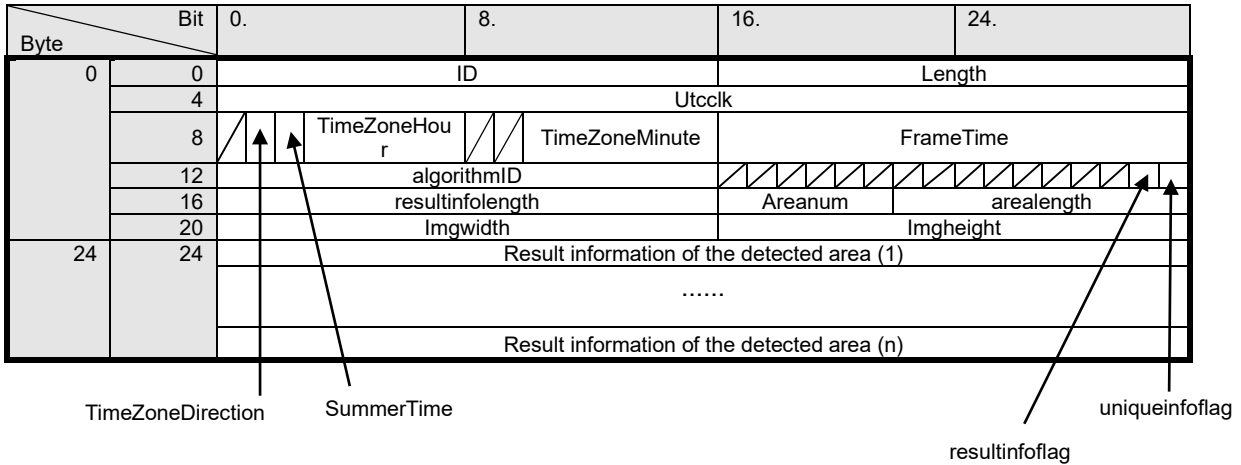 Bit 0. 8. 16. 24.
Byte
0 0 ID Length
4 Utcclk
8 TimeZoneHou TimeZoneMinute FrameTime
r
12 algorithmID
16 resultinfolength Areanum arealength
20 Imgwidth Imgheight
24 24 Result information of the detected area (1)
......
Result information of the detected area (n)
TimeZoneDirection SummerTime uniqueinfoflag
resultinfoflag